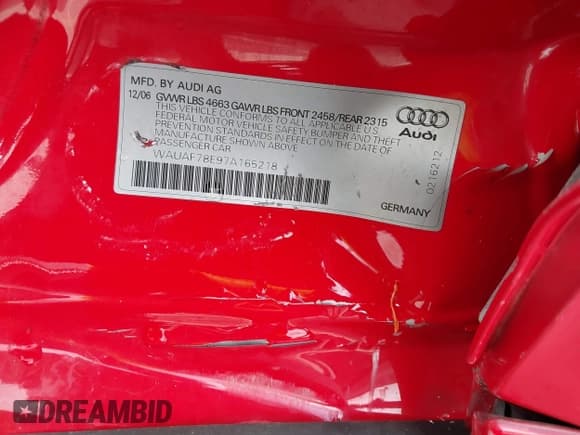 MFD. BY AUDI AG
12/06 GVWR LBS 4663 GAWR LBS FRONT 2458/REAR 2315
THIS VEHICLE CONFORMS TO ALL APPLICABLE U.S.
FEDERAL MOTOR VEHICLE SAFETY, BUMPER AND THEFT
PREVENTION STANDARDS IN EFFECT ON THE DATE OF
MANUFACTURE SHOWN ABOVE
PASSENGER CAR
WAUAF78E97A165218
Audi
0216212
GERMANY
DREAMBID